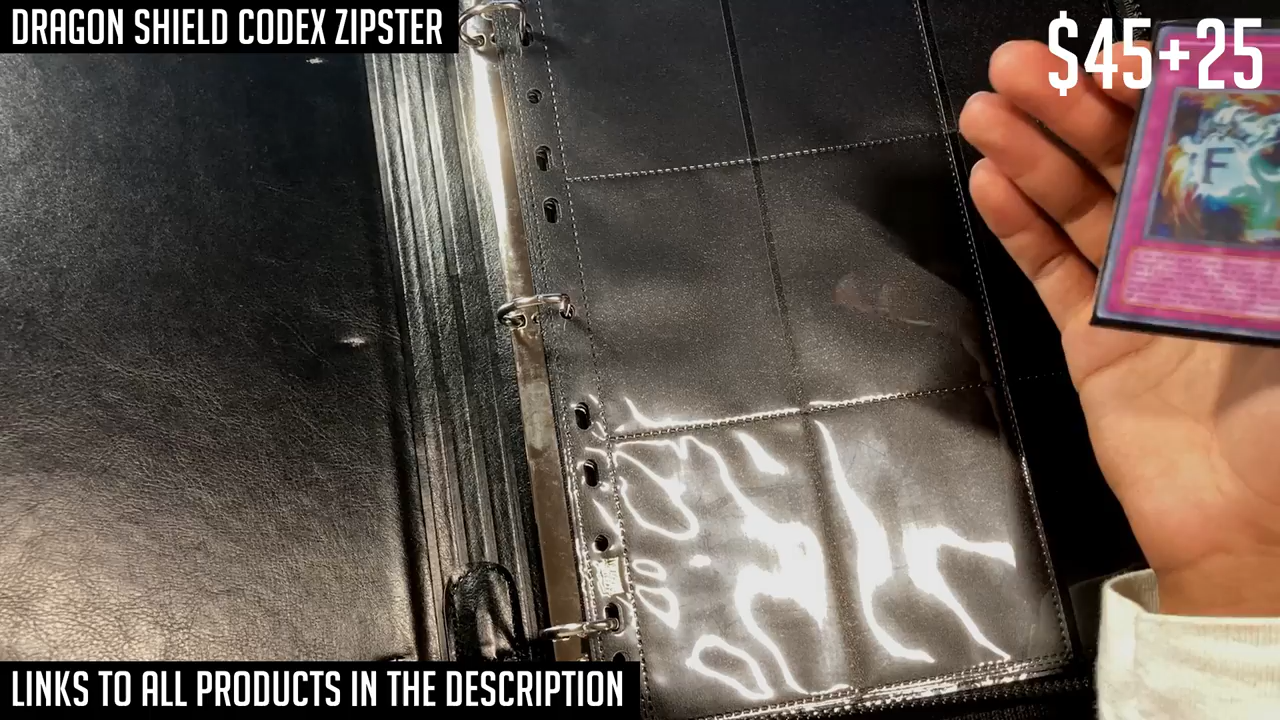 DRAGON SHIELD CODEX ZIPSTER
$45+25
F
LINKS TO ALL PRODUCTS IN THE DESCRIPTION